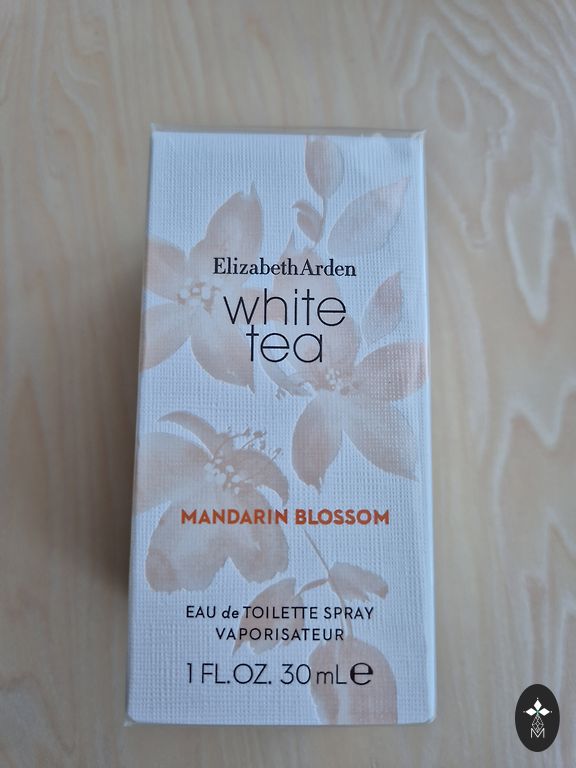 ElizabethArden
white
tea
MANDARIN BLOSSOM
EAU de TOILETTE SPRAY
VAPORISATEUR
1 FL.OZ. 30 mL e
M